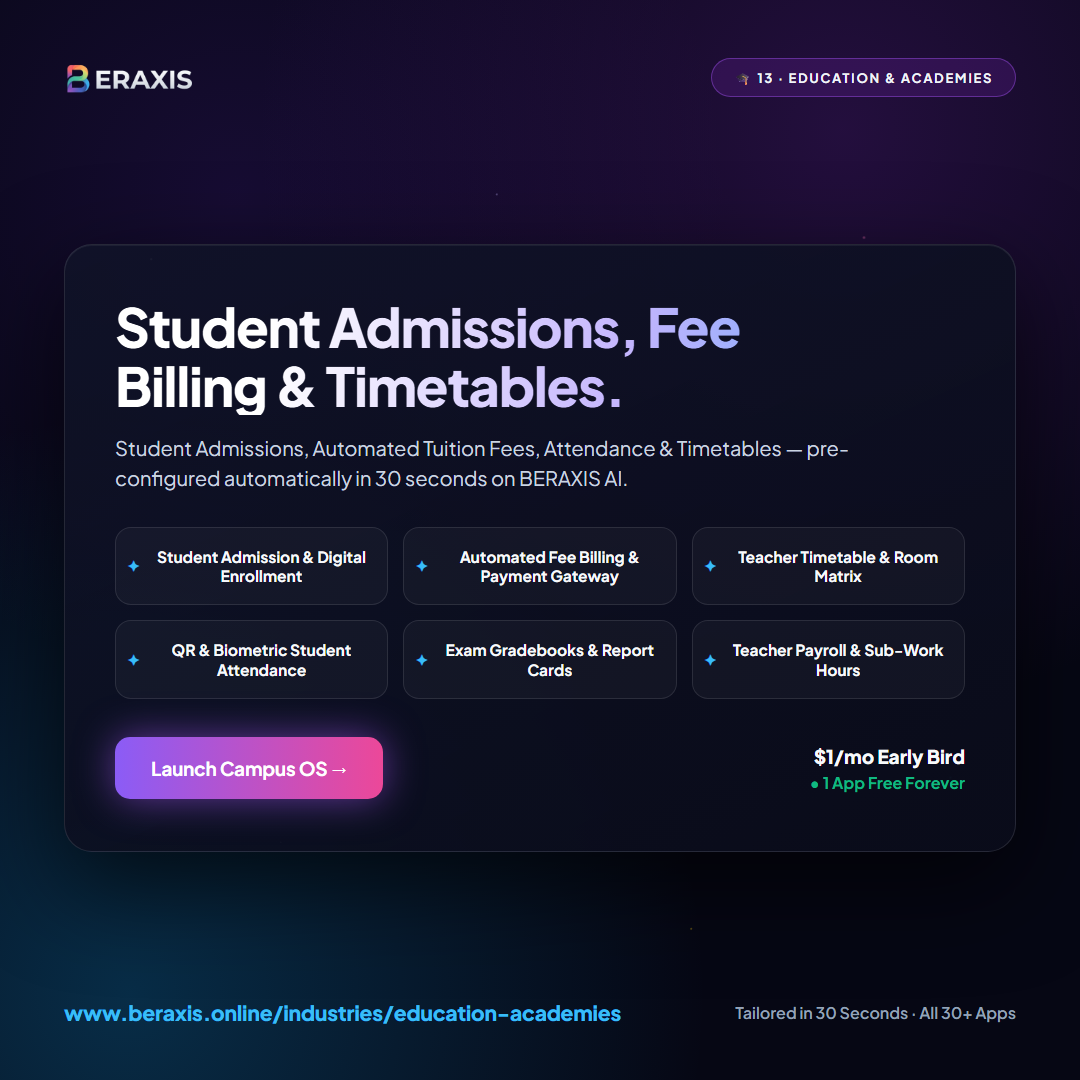 BERAXIS
13 · EDUCATION & ACADEMIES
Student Admissions, Fee
Billing & Timetables.
Student Admissions, Automated Tuition Fees, Attendance & Timetables — pre-
configured automatically in 30 seconds on BERAXIS AI.
✦ Student Admission & Digital
Enrollment
✦ Automated Fee Billing &
Payment Gateway
✦ Teacher Timetable & Room
Matrix
✦ QR & Biometric Student
Attendance
✦ Exam Gradebooks & Report
Cards
✦ Teacher Payroll & Sub-Work
Hours
Launch Campus OS →
$1/mo Early Bird
● 1 App Free Forever
www.beraxis.online/industries/education-academies
Tailored in 30 Seconds · All 30+ Apps